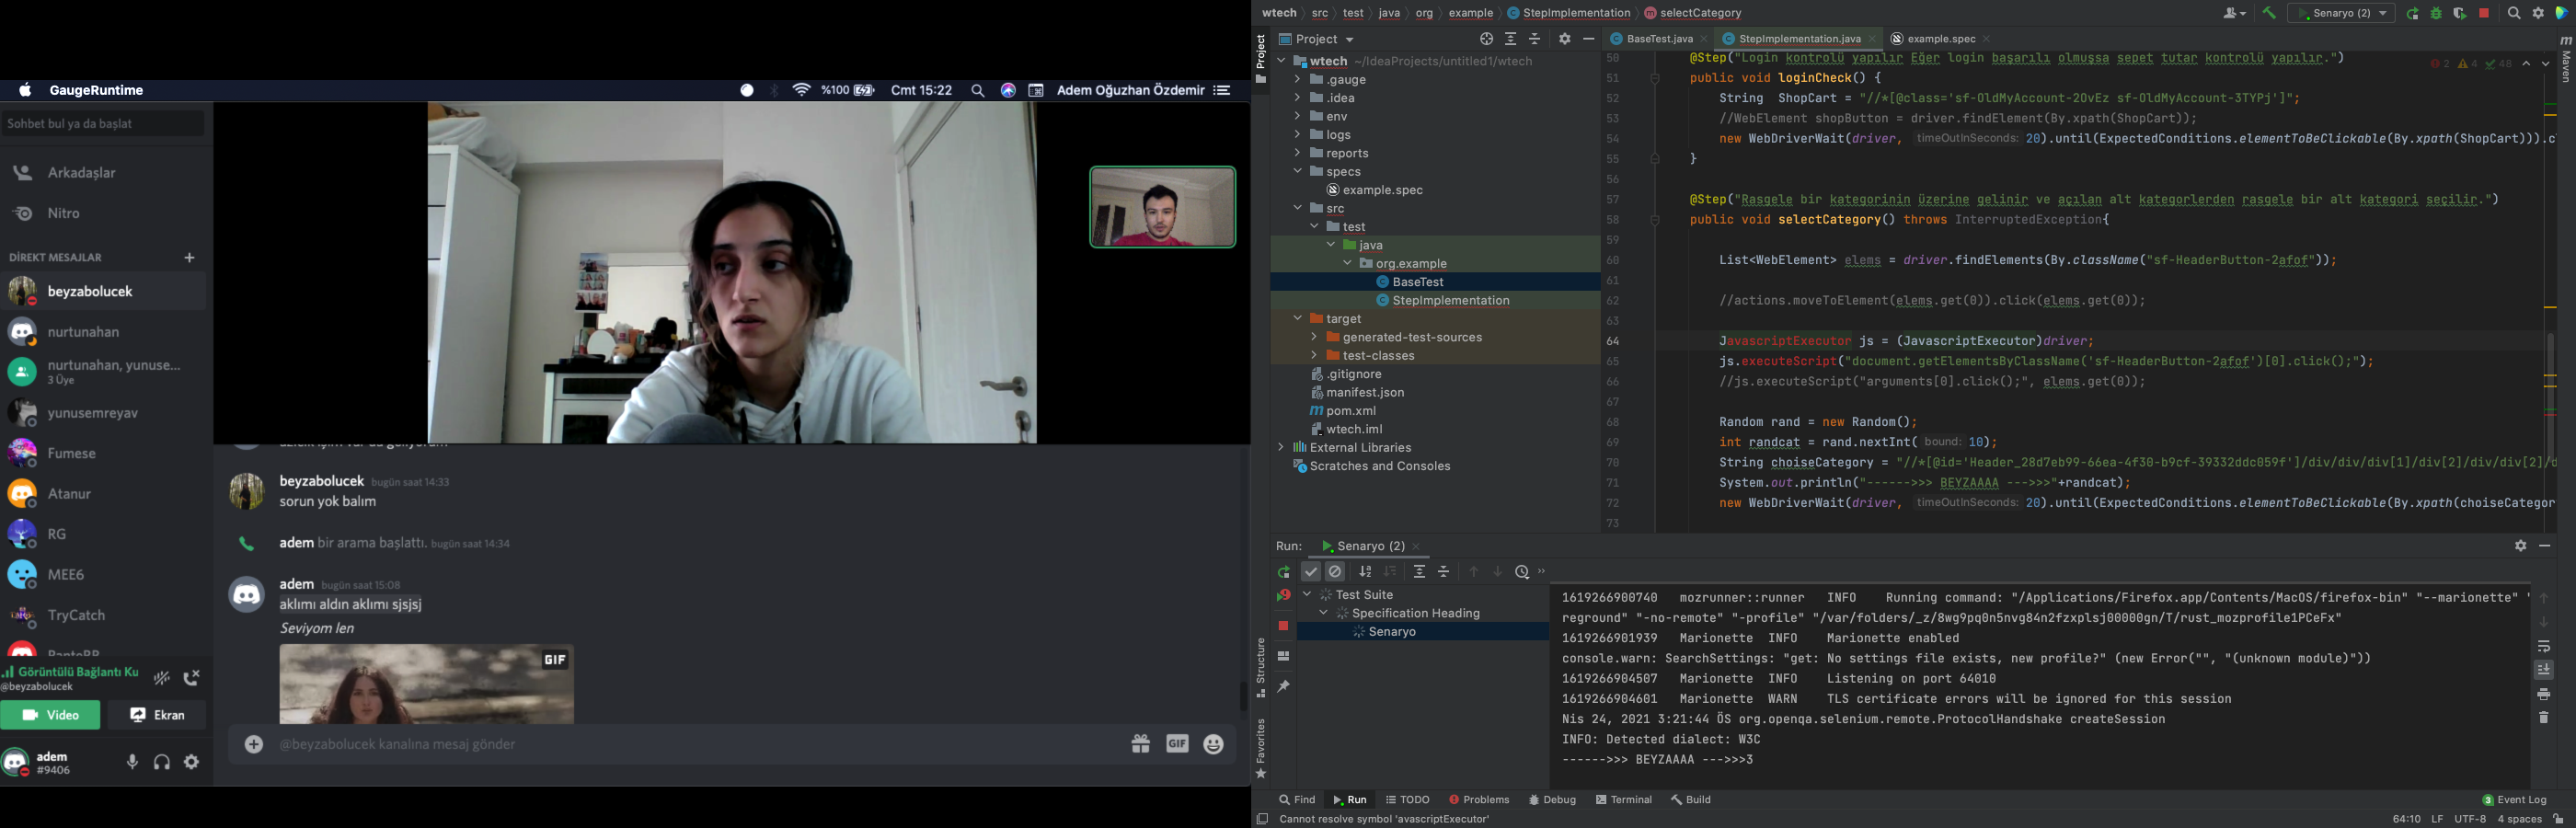 GaugeRuntime
%100
Cmt 15:22
Adem Oğuzhan Özdemir
Sohbet bul ya da başlat
Arkadaşlar
Nitro
DİREKT MESAJLAR
beyzabolucek
nurtunahan
nurtunahan, yunuse...
3 Üye
yunusemreyav
Fumese
Atanur
RG
MEE6
TryCatch
Görüntülü Bağlantı Ku
@beyzabolucek
Video
Ekran
adem
#9406
beyzabolucek bugün saat 14:33
sorun yok balım
adem bir arama başlattı. bugün saat 14:34
adem bugün saat 15:08
aklımı aldın aklımı sjsjsj
Seviyom len
GIF
@beyzabolucek kanalına mesaj gönder
GIF
wtech
src
test
java
org
example
StepImplementation
selectCategory
Senaryo (2)
Project
Project
wtech ~/IdeaProjects/untitled1/wtech
.gauge
.idea
env
logs
reports
specs
example.spec
src
test
java
org.example
BaseTest
StepImplementation
target
generated-test-sources
test-classes
.gitignore
manifest.json
pom.xml
wtech.iml
External Libraries
Scratches and Consoles
Structure
Favorites
BaseTest.java
StepImplementation.java
example.spec
Maven
2 4 48
50 @Step("Login kontrolü yapılır Eğer login başarılı olmuşsa sepet tutar kontrolü yapılır.")
51 public void loginCheck() {
52 String ShopCart = "//*[@class='sf-OldMyAccount-2OvEz sf-OldMyAccount-3TYPj']";
53 //WebElement shopButton = driver.findElement(By.xpath(ShopCart));
54 new WebDriverWait(driver, timeOutInSeconds: 20).until(ExpectedConditions.elementToBeClickable(By.xpath(ShopCart))).c
55 }
56
57 @Step("Rasgele bir kategorinin üzerine gelinir ve açılan alt kategorlerden rasgele bir alt kategori seçilir.")
58 public void selectCategory() throws InterruptedException{
59
60 List<WebElement> elems = driver.findElements(By.className("sf-HeaderButton-2afof"));
61
62 //actions.moveToElement(elems.get(0)).click(elems.get(0));
63
64 JavascriptExecutor js = (JavascriptExecutor)driver;
65 js.executeScript("document.getElementsByClassName('sf-HeaderButton-2afof')[0].click();");
66 //js.executeScript("arguments[0].click();", elems.get(0));
67
68 Random rand = new Random();
69 int randcat = rand.nextInt( bound: 10);
70 String choiseCategory = "//*[@id='Header_28d7eb99-66ea-4f30-b9cf-39332ddc059f']/div/div/div[1]/div[2]/div/div[2]/d
71 System.out.println("------>>> BEYZAAAA --->>>"+randcat);
72 new WebDriverWait(driver, timeOutInSeconds: 20).until(ExpectedConditions.elementToBeClickable(By.xpath(choiseCategor
73
Run: Senaryo (2)
Test Suite
Specification Heading
Senaryo
1619266900740 mozrunner::runner INFO Running command: "/Applications/Firefox.app/Contents/MacOS/firefox-bin" "--marionette" "
reground" "-no-remote" "-profile" "/var/folders/_z/8wg9pq0n5nvg84n2fzxplsj00000gn/T/rust_mozprofile1PCeFx"
1619266901939 Marionette INFO Marionette enabled
console.warn: SearchSettings: "get: No settings file exists, new profile?" (new Error("", "(unknown module)"))
1619266904507 Marionette INFO Listening on port 64010
1619266904601 Marionette WARN TLS certificate errors will be ignored for this session
Nis 24, 2021 3:21:44 ÖS org.openqa.selenium.remote.ProtocolHandshake createSession
INFO: Detected dialect: W3C
------>>> BEYZAAAA --->>>3
Find
Run
TODO
Problems
Debug
Terminal
Build
3 Event Log
Cannot resolve symbol 'avascriptExecutor'
64:10 LF UTF-8 4 spaces